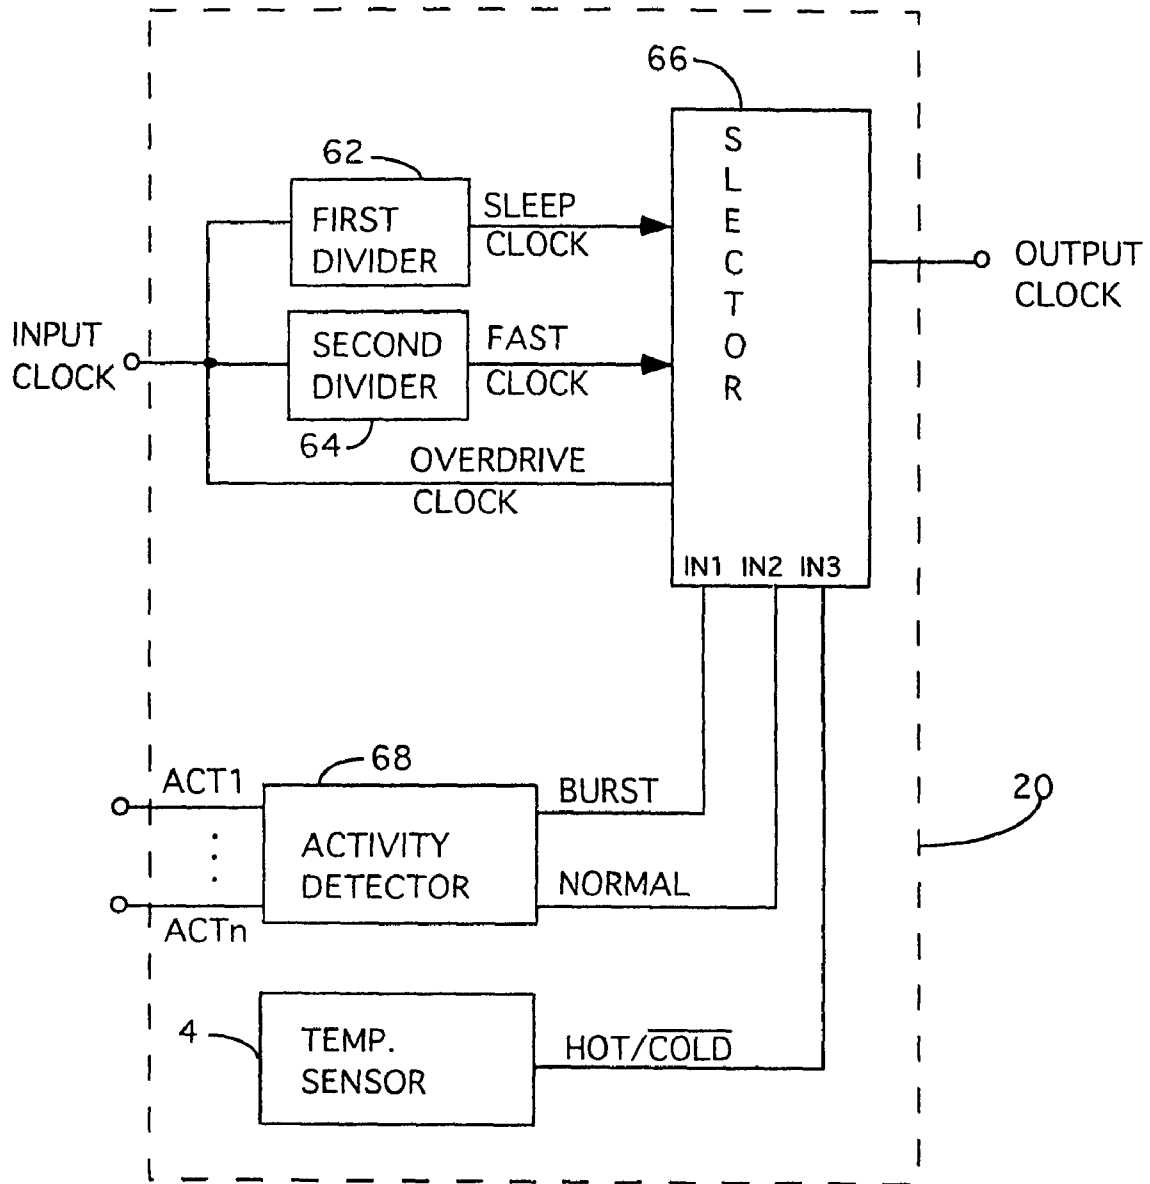 66
S
L
E
C
T
O
R
62
FIRST
DIVIDER
SLEEP
CLOCK
OUTPUT
CLOCK
INPUT
CLOCK
SECOND
DIVIDER
FAST
CLOCK
64
OVERDRIVE
CLOCK
IN1 IN2 IN3
68
ACT1
BURST
20
ACTIVITY
DETECTOR
NORMAL
ACTn
4
TEMP.
SENSOR
HOT/C̅O̅L̅D̅